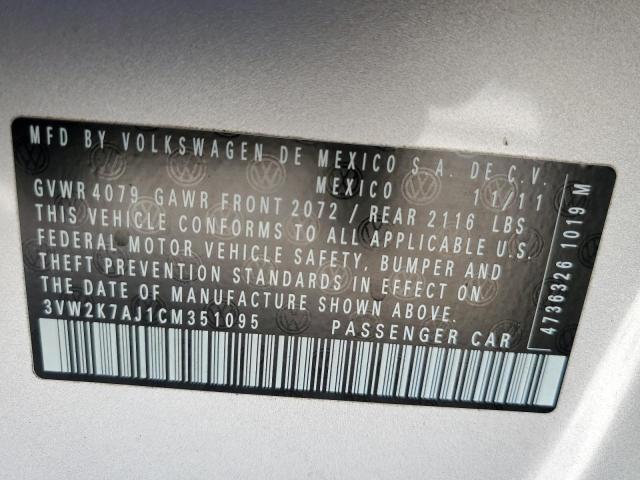 MFD BY VOLKSWAGEN DE MEXICO S.A. DE C.V.
MEXICO 11/11
GVWR 4079 GAWR FRONT 2072 / REAR 2116 LBS
THIS VEHICLE CONFORMS TO ALL APPLICABLE U.S.
FEDERAL MOTOR VEHICLE SAFETY, BUMPER AND
THEFT PREVENTION STANDARDS IN EFFECT ON
THE DATE OF MANUFACTURE SHOWN ABOVE.
3VW2K7AJ1CM351095 PASSENGER CAR
4736326 1019 M